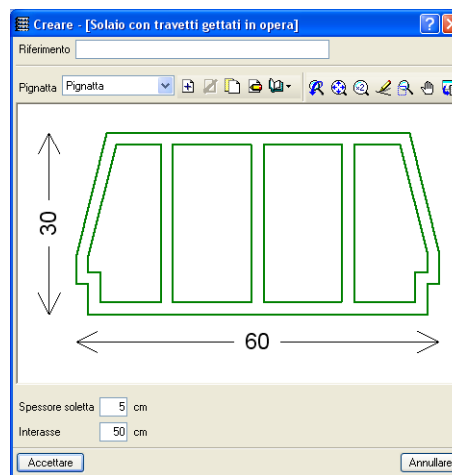 Creare - [Solaio con travetti gettati in opera]
Riferimento
Pignatta Pignatta
x2
30
60
Spessore soletta 5 cm
Interasse 50 cm
Accettare Annullare